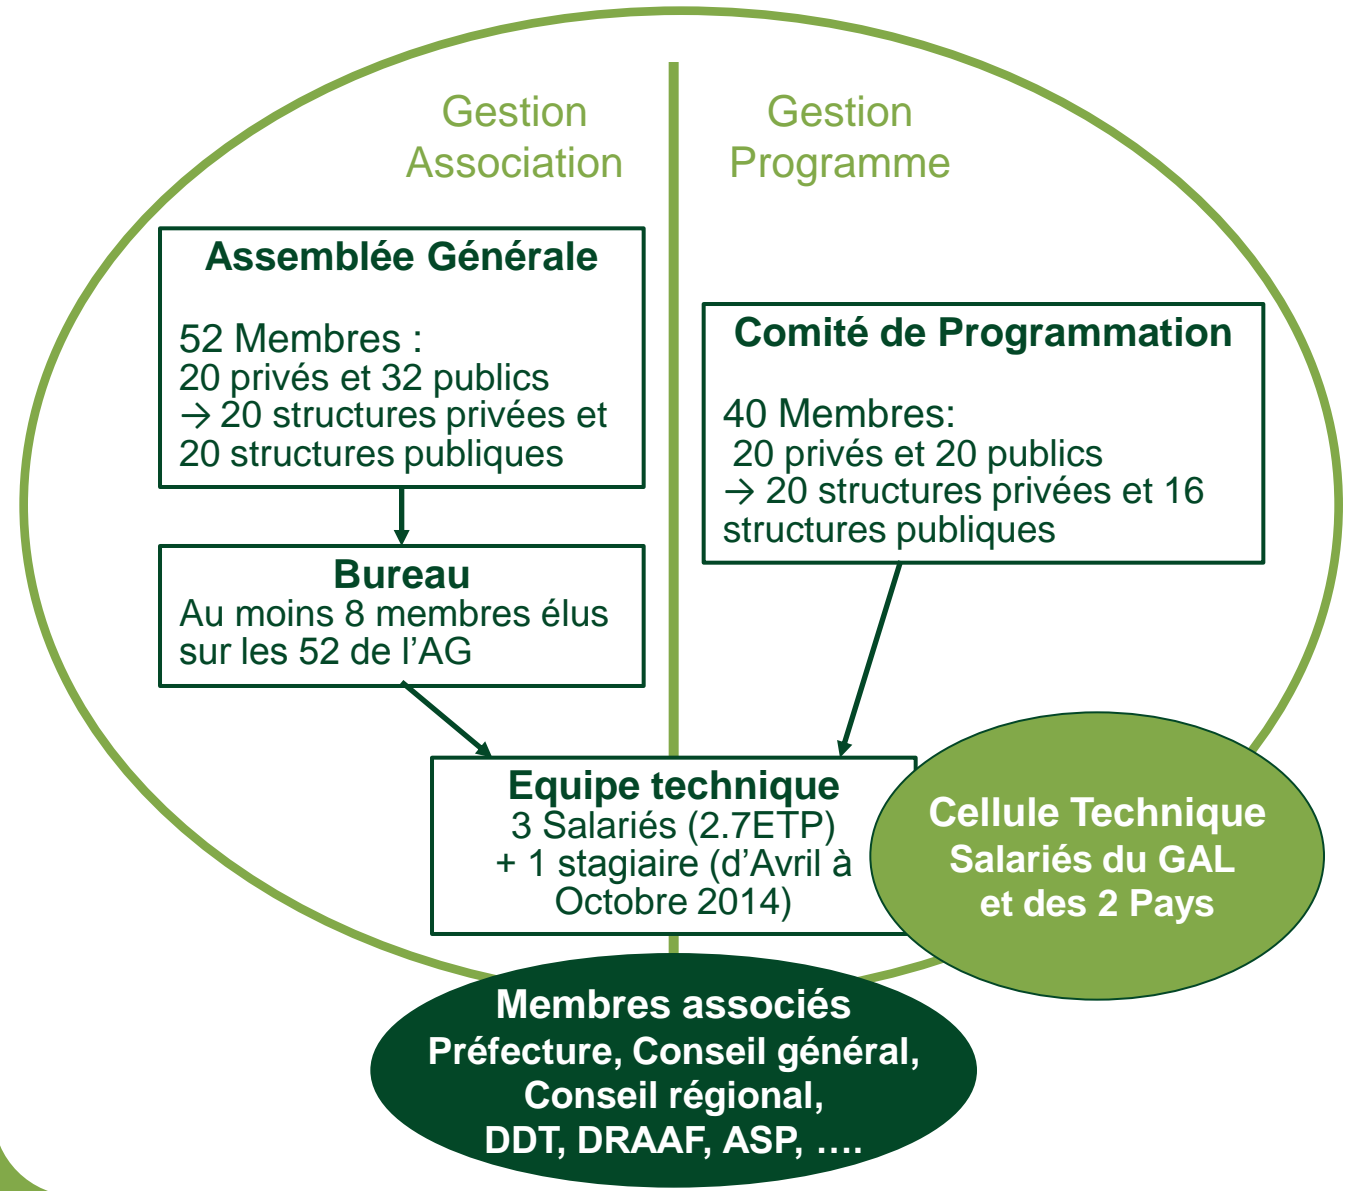 Gestion
Association
Gestion
Programme
Assemblée Générale
52 Membres :
20 privés et 32 publics
→ 20 structures privées et
20 structures publiques
Comité de Programmation
40 Membres:
20 privés et 20 publics
→ 20 structures privées et 16
structures publiques
Bureau
Au moins 8 membres élus
sur les 52 de l’AG
Equipe technique
3 Salariés (2.7ETP)
+ 1 stagiaire (d’Avril à
Octobre 2014)
Cellule Technique
Salariés du GAL
et des 2 Pays
Membres associés
Préfecture, Conseil général,
Conseil régional,
DDT, DRAAF, ASP, ….